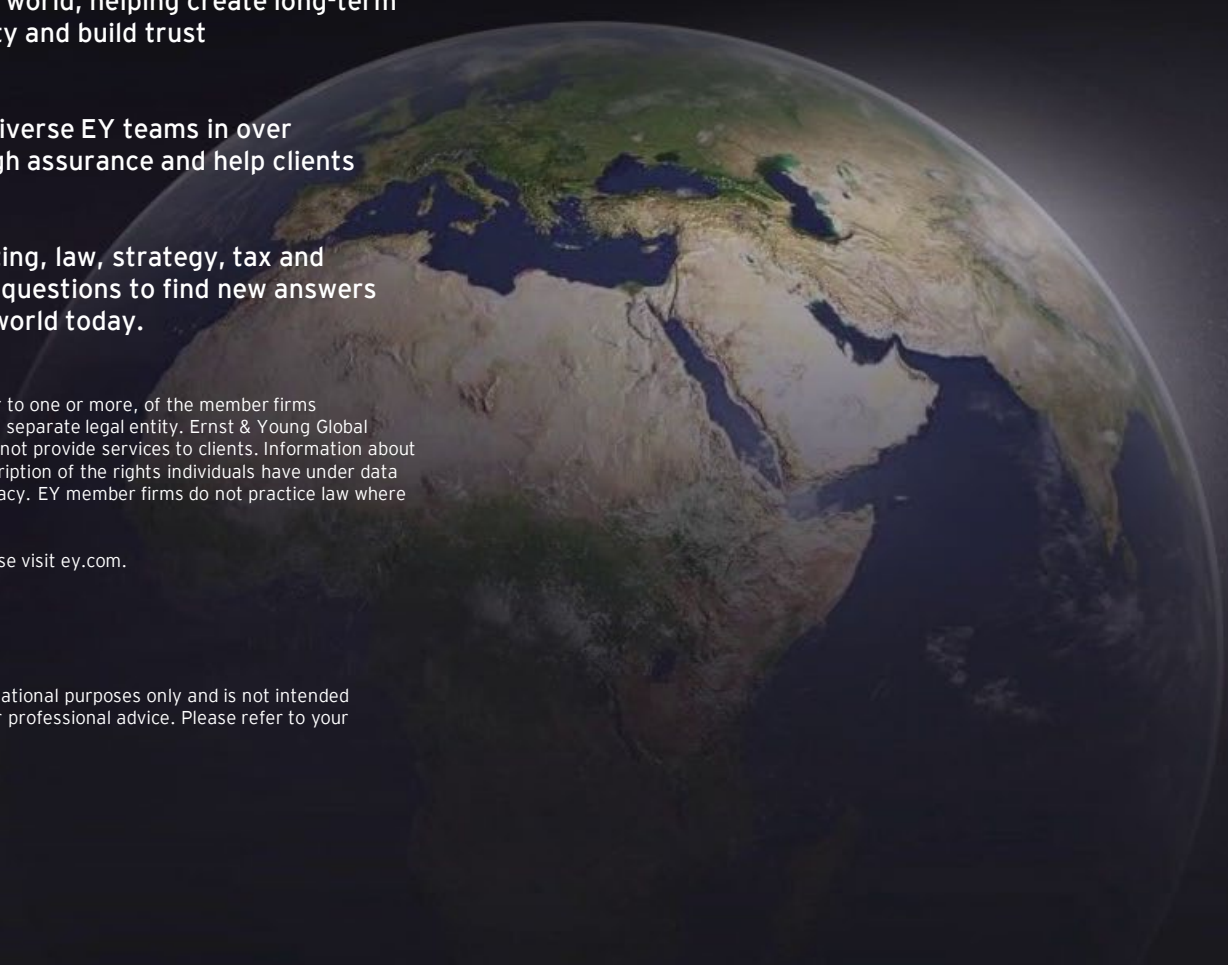 world, helping create long-term
ty and build trust
iverse EY teams in over
gh assurance and help clients
ting, law, strategy, tax and
questions to find new answers
world today.
r to one or more, of the member firms
separate legal entity. Ernst & Young Global
not provide services to clients. Information about
ription of the rights individuals have under data
acy. EY member firms do not practice law where
se visit ey.com.
ational purposes only and is not intended
r professional advice. Please refer to your